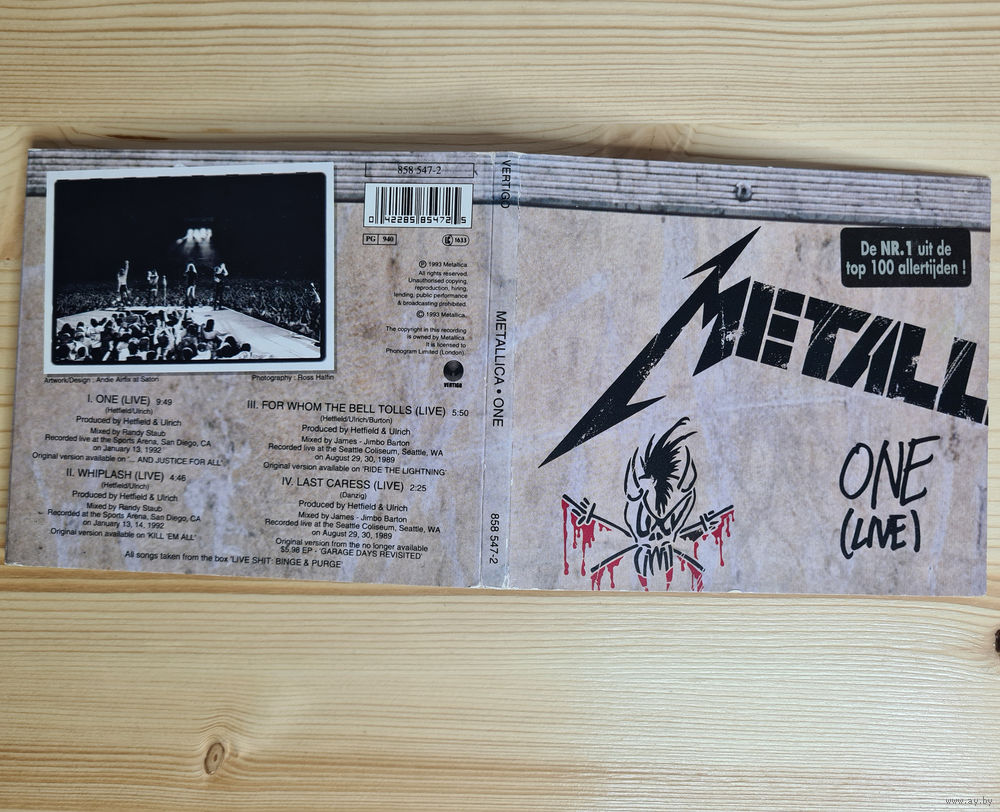 858 547-2
0 42285 85472 5
PG 940
1633
℗ 1993 Metallica.
All rights reserved.
Unauthorised copying,
reproduction, hiring,
lending, public performance
& broadcasting prohibited.
© 1993 Metallica.
The copyright in this recording
is owned by Metallica.
It is licensed to
Phonogram Limited (London).
VERTIGO
Artwork/Design : Andie Airfix at Satori
Photography : Ross Halfin
I. ONE (LIVE) 9:49
(Hetfield/Ulrich)
Produced by Hetfield & Ulrich
Mixed by Randy Staub
Recorded live at the Sports Arena, San Diego, CA
on January 13, 1992
Original version available on '... AND JUSTICE FOR ALL'
II. WHIPLASH (LIVE) 4:46
(Hetfield/Ulrich)
Produced by Hetfield & Ulrich
Mixed by Randy Staub
Recorded at the Sports Arena, San Diego, CA
on January 13, 14, 1992
Original version available on 'KILL 'EM ALL'
III. FOR WHOM THE BELL TOLLS (LIVE) 5:50
(Hetfield/Ulrich/Burton)
Produced by Hetfield & Ulrich
Mixed by James - Jimbo Barton
Recorded live at the Seattle Coliseum, Seattle, WA
on August 29, 30, 1989
Original version available on 'RIDE THE LIGHTNING'
IV. LAST CARESS (LIVE) 2:25
(Danzig)
Produced by Hetfield & Ulrich
Mixed by James - Jimbo Barton
Recorded live at the Seattle Coliseum, Seattle, WA
on August 29, 30, 1989
Original version from the no longer available
$5.98 EP - 'GARAGE DAYS REVISITED'
All songs taken from the box 'LIVE SHIT: BINGE & PURGE'
VERTIGO
METALLICA • ONE
858 547-2
De NR.1 uit de
top 100 allertijden !
METALL
ONE
(LIVE)
www.ay.by